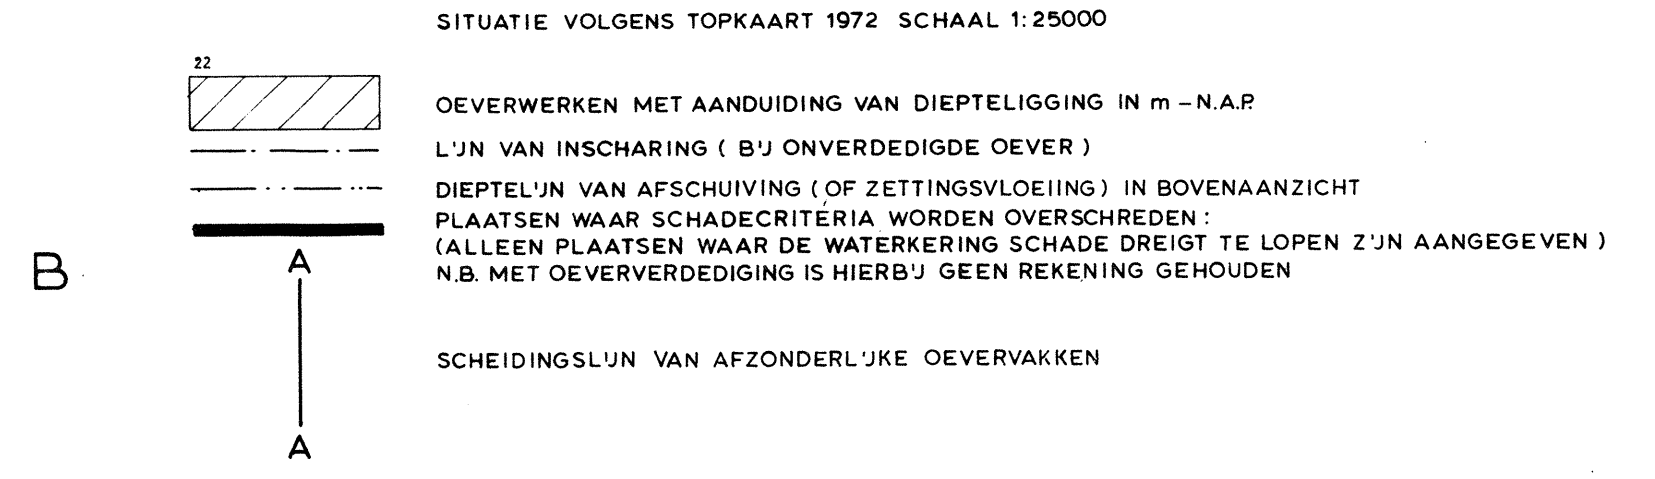 SITUATIE VOLGENS TOPKAART 1972 SCHAAL 1:25000
22
OEVERWERKEN MET AANDUIDING VAN DIEPTELIGGING IN m – N.A.P.
LIJN VAN INSCHARING ( BIJ ONVERDEDIGDE OEVER )
DIEPTELIJN VAN AFSCHUIVING ( OF ZETTINGSVLOEIING ) IN BOVENAANZICHT
PLAATSEN WAAR SCHADECRITERIA WORDEN OVERSCHREDEN :
(ALLEEN PLAATSEN WAAR DE WATERKERING SCHADE DREIGT TE LOPEN ZIJN AANGEGEVEN )
N.B. MET OEVERVERDEDIGING IS HIERBIJ GEEN REKENING GEHOUDEN
B
A
SCHEIDINGSLIJN VAN AFZONDERLIJKE OEVERVAKKEN
A